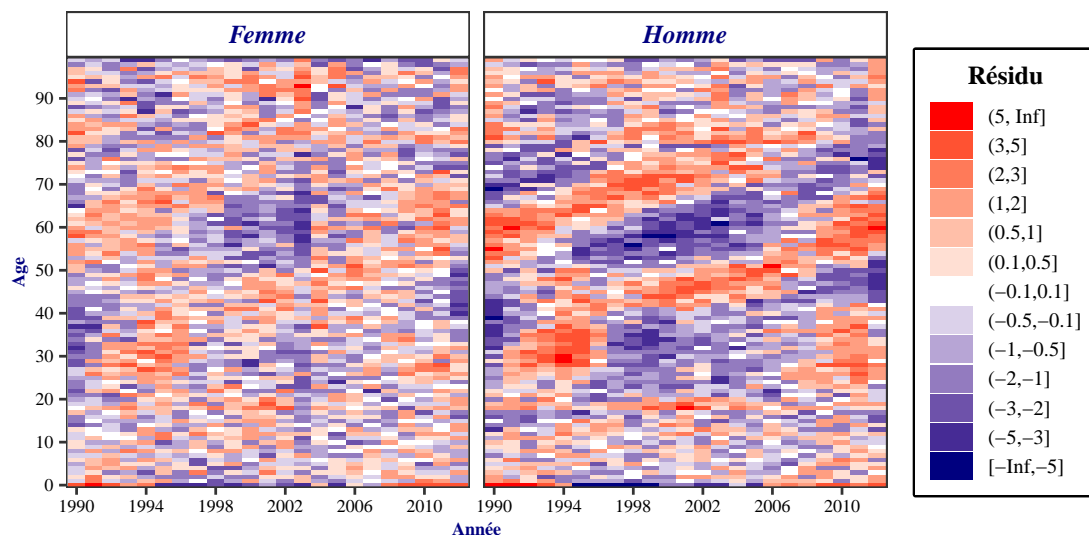 Femme
Homme
Age
90
80
70
60
50
40
30
20
10
0
1990 1994 1998 2002 2006 2010
1990 1994 1998 2002 2006 2010
Année
Résidu
(5, Inf]
(3,5]
(2,3]
(1,2]
(0.5,1]
(0.1,0.5]
(−0.1,0.1]
(−0.5,−0.1]
(−1,−0.5]
(−2,−1]
(−3,−2]
(−5,−3]
[−Inf,−5]